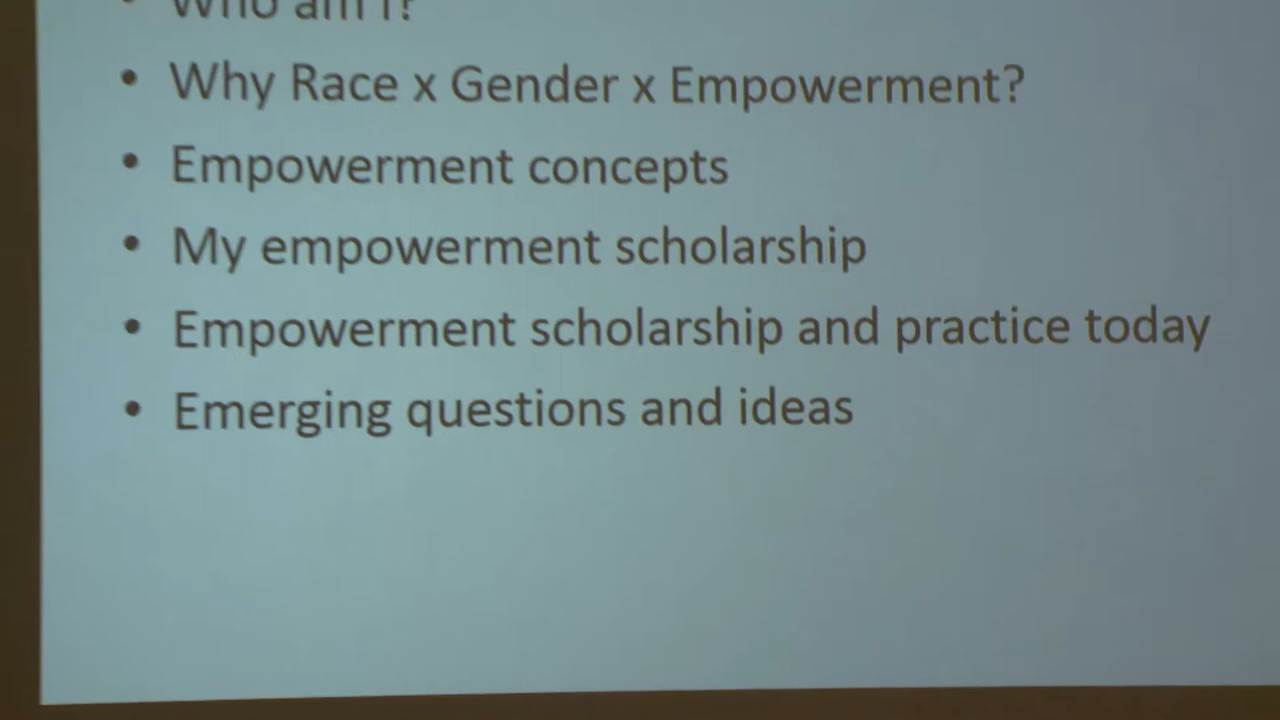 • Who am I?
• Why Race x Gender x Empowerment?
• Empowerment concepts
• My empowerment scholarship
• Empowerment scholarship and practice today
• Emerging questions and ideas